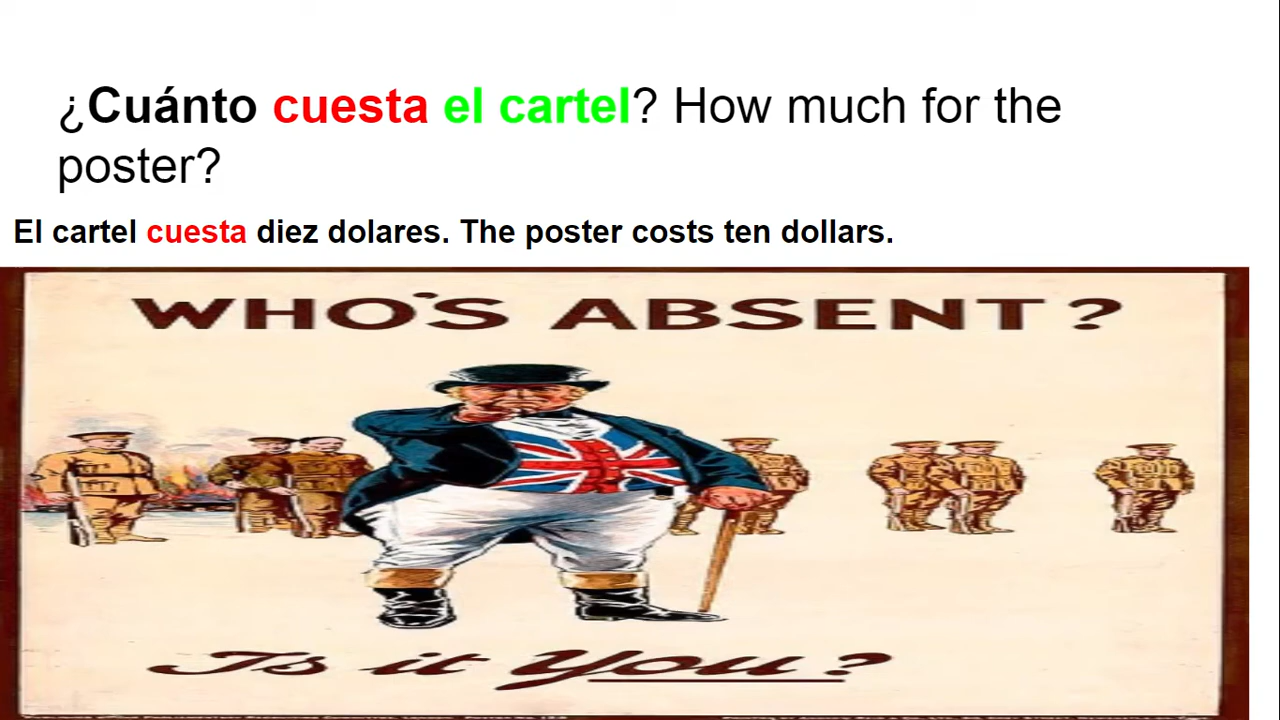 ¿Cuánto cuesta el cartel? How much for the
poster?
El cartel cuesta diez dolares. The poster costs ten dollars.
WHO'S ABSENT?
Is it You?